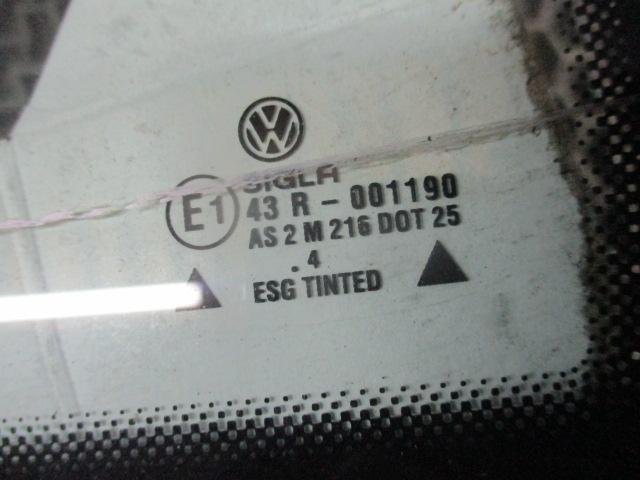 SIGLA
E1 43 R - 001190
AS 2 M 216 DOT 25
. 4
ESG TINTED